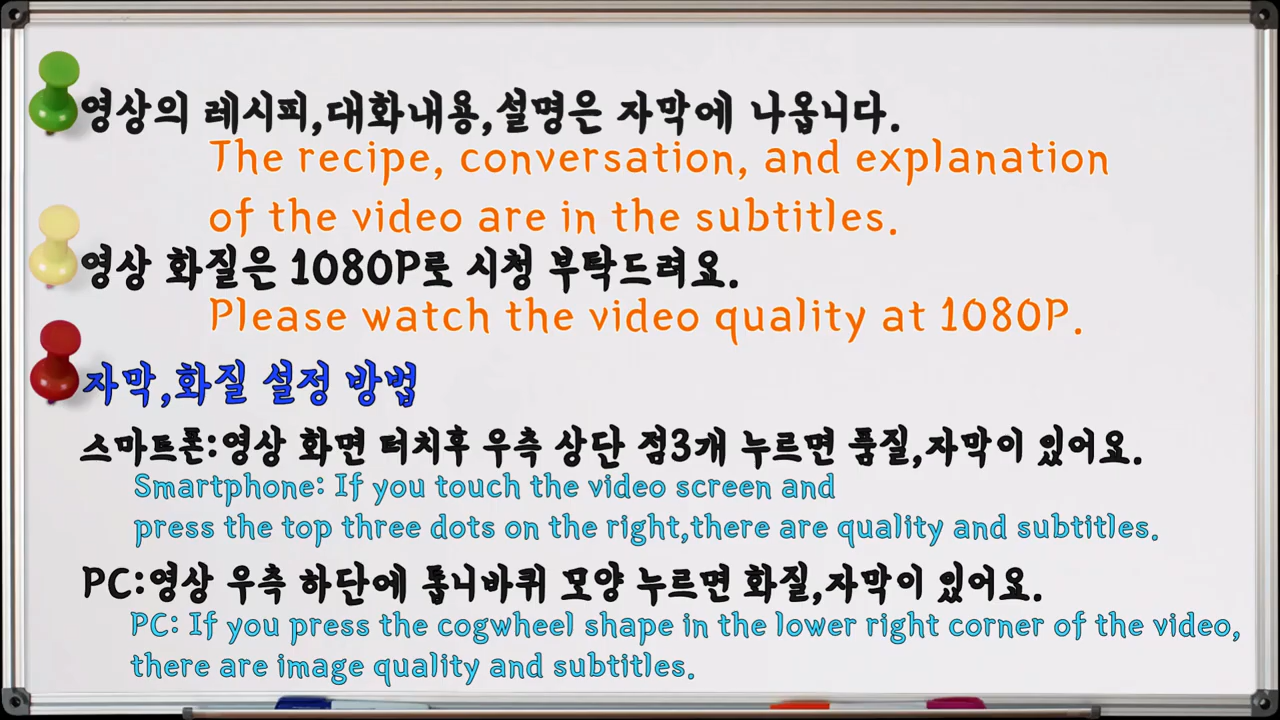 영상의 레시피,대화내용,설명은 자막에 나옵니다.
The recipe, conversation, and explanation
of the video are in the subtitles.
영상 화질은 1080P로 시청 부탁드려요.
Please watch the video quality at 1080P.
자막,화질 설정 방법
스마트폰:영상 화면 터치후 우측 상단 점3개 누르면 품질,자막이 있어요.
Smartphone: If you touch the video screen and
press the top three dots on the right,there are quality and subtitles.
PC:영상 우측 하단에 톱니바퀴 모양 누르면 화질,자막이 있어요.
PC: If you press the cogwheel shape in the lower right corner of the video,
there are image quality and subtitles.